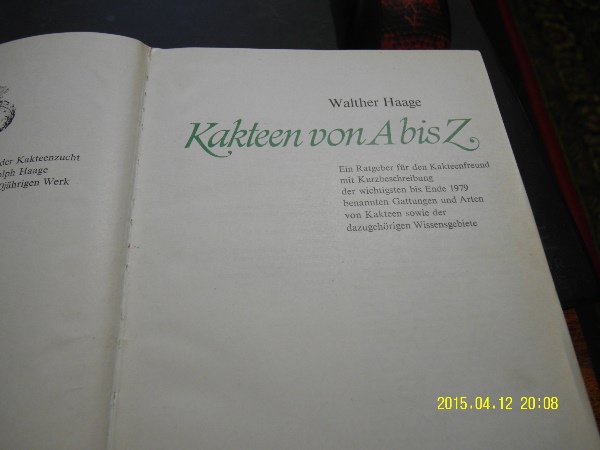 der Kakteenzucht
lph Haage
jährigen Werk
Walther Haage
Kakteen von A bis Z
Ein Ratgeber für den Kakteenfreund
mit Kurzbeschreibung
der wichtigsten bis Ende 1979
benannten Gattungen und Arten
von Kakteen sowie der
dazugehörigen Wissensgebiete
2015.04.12 20:08